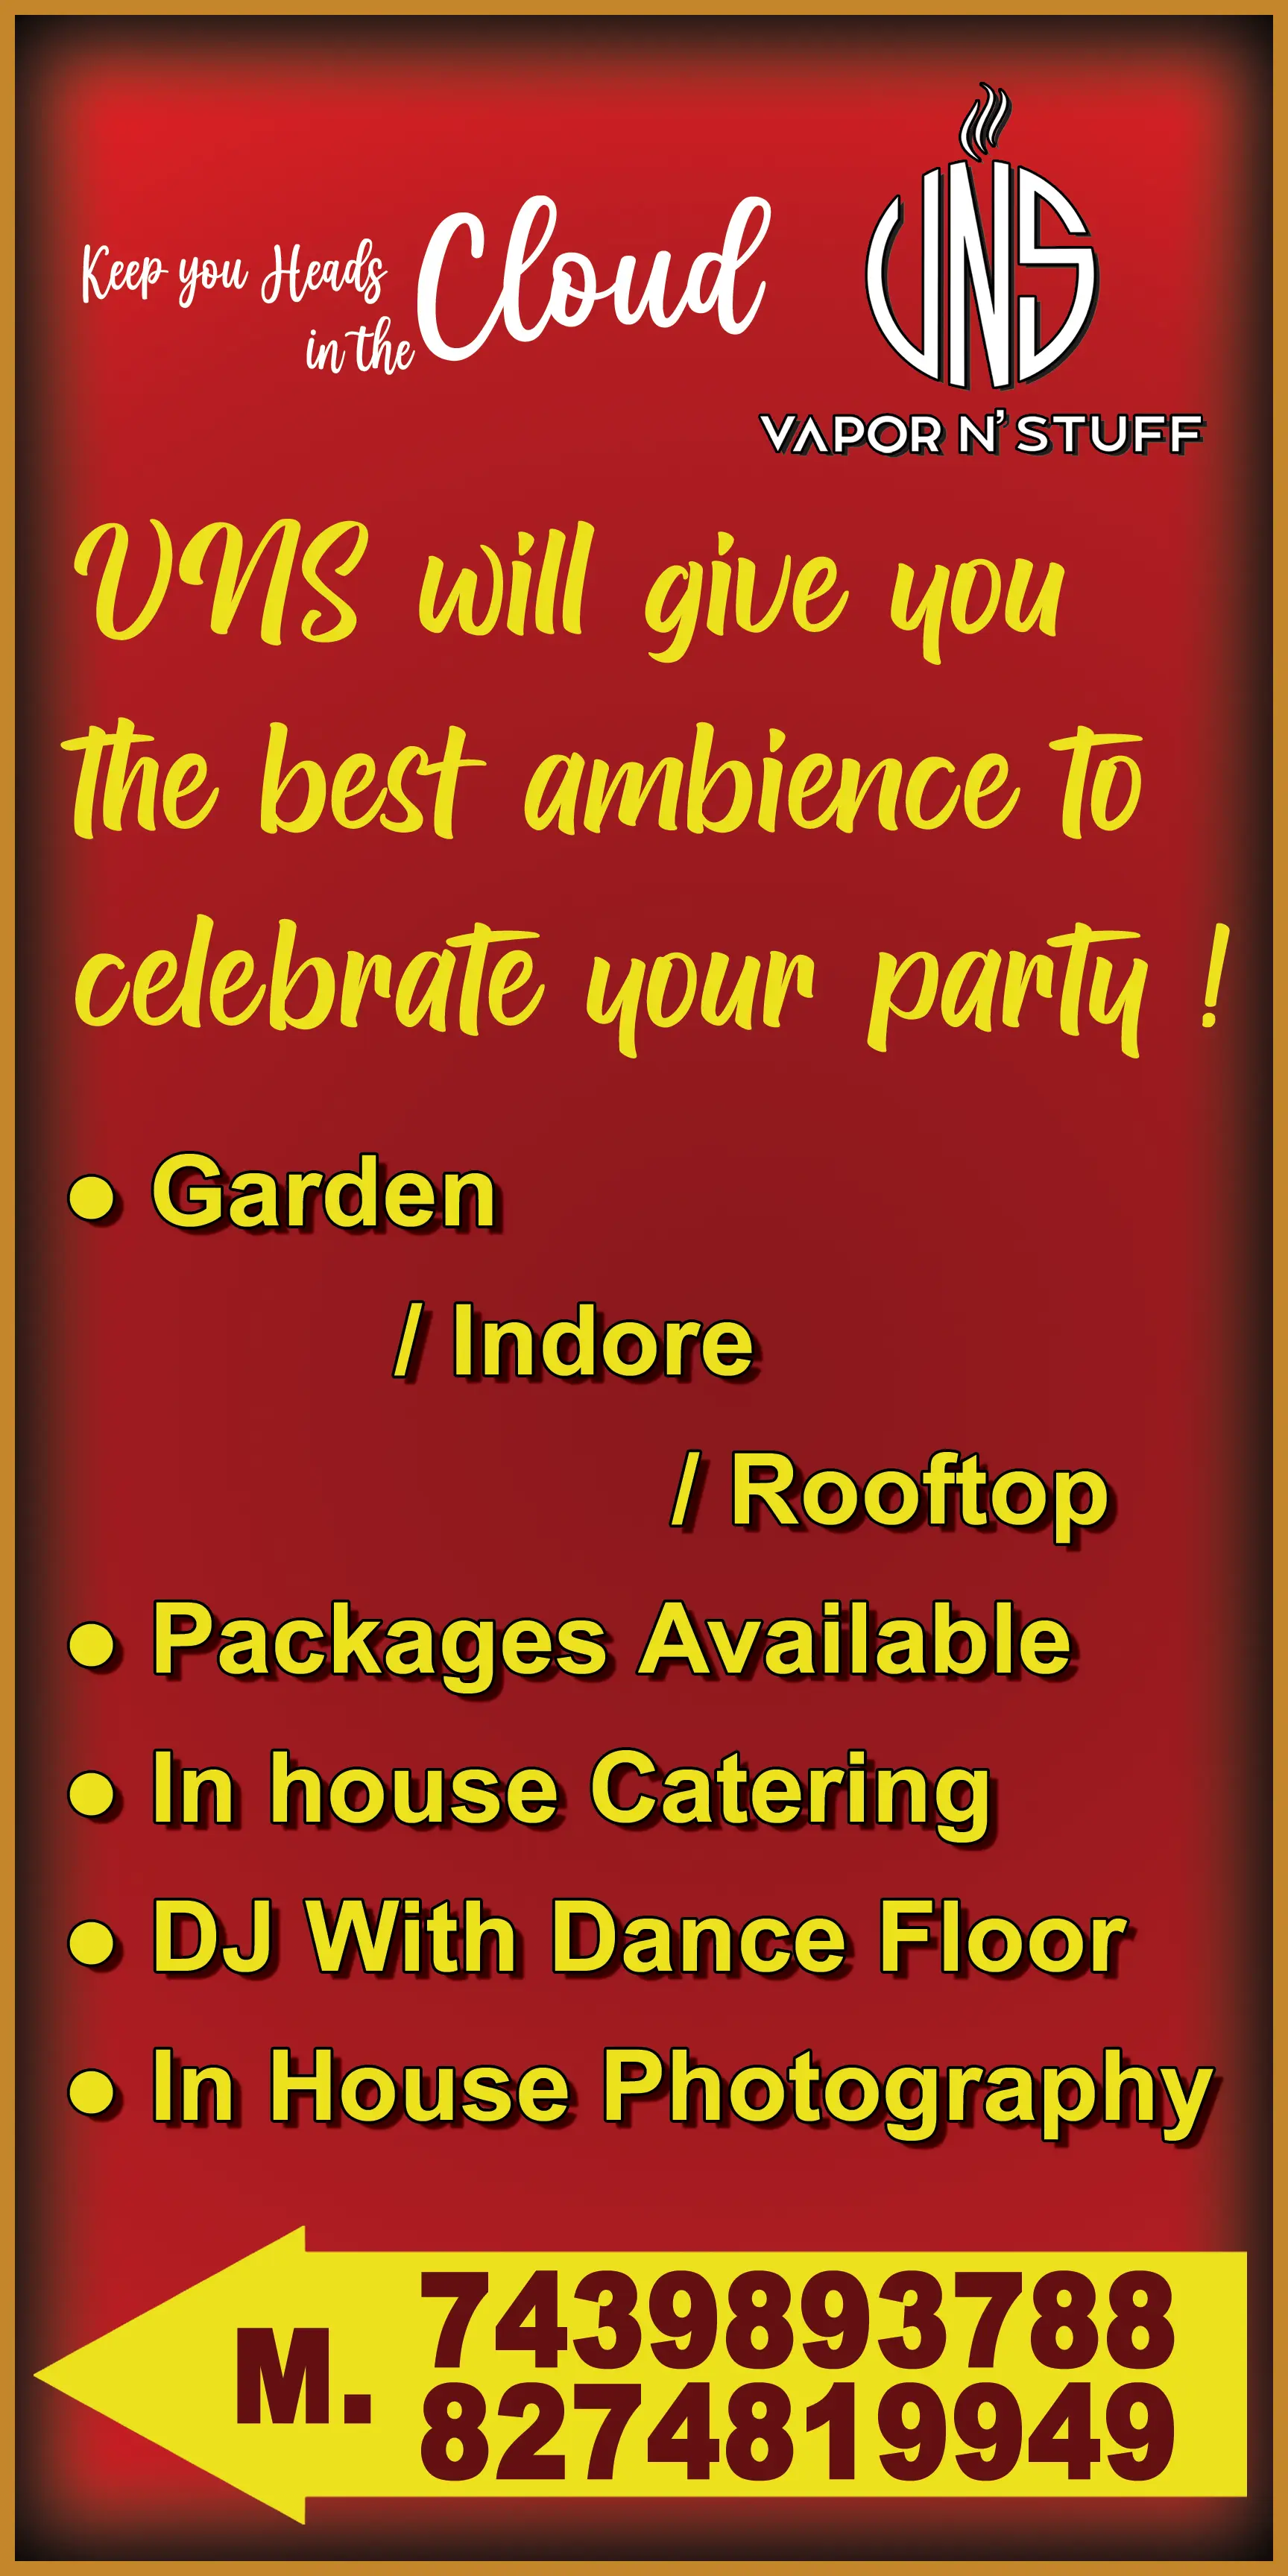 Keep you Heads
in the Cloud
VNS
VAPOR N' STUFF
VNS will give you
the best ambience to
celebrate your party !
● Garden
/ Indore
/ Rooftop
● Packages Available
● In house Catering
● DJ With Dance Floor
● In House Photography
M. 7439893788
8274819949